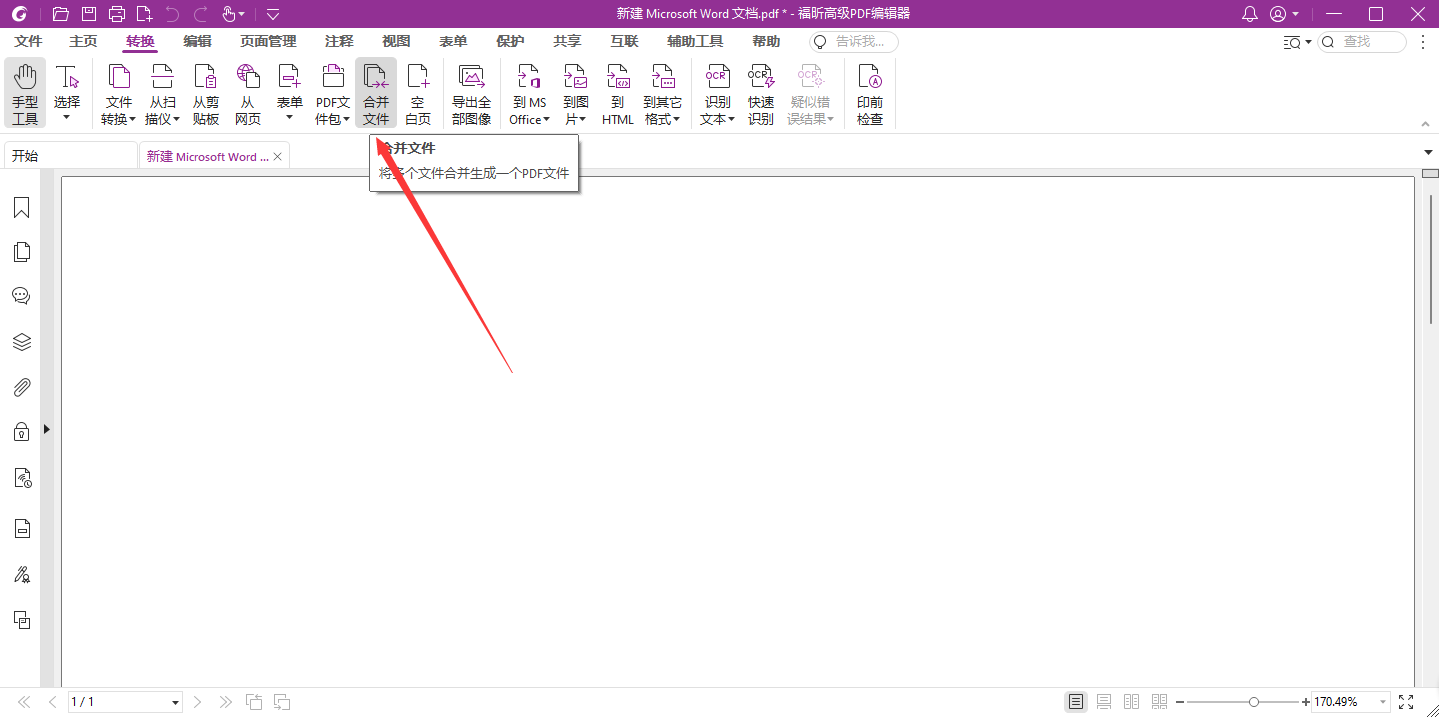 新建 Microsoft Word 文档.pdf * - 福昕高级PDF编辑器
文件 主页 转换 编辑 页面管理 注释 视图 表单 保护 共享 互联 辅助工具 帮助 告诉我... 查找
手型
工具
选择
文件
转换
从扫
描仪
从剪
贴板
从
网页
表单
PDF文
件包
合并
文件
空
白页
导出全
部图像
到 MS
Office
到图
片
到
HTML
到其它
格式
OCR
识别
文本
OCR
快速
识别
OCR
疑似错
误结果
印前
检查
开始
新建 Microsoft Word ...
合并文件
将多个文件合并生成一个PDF文件
1 / 1
170.49%